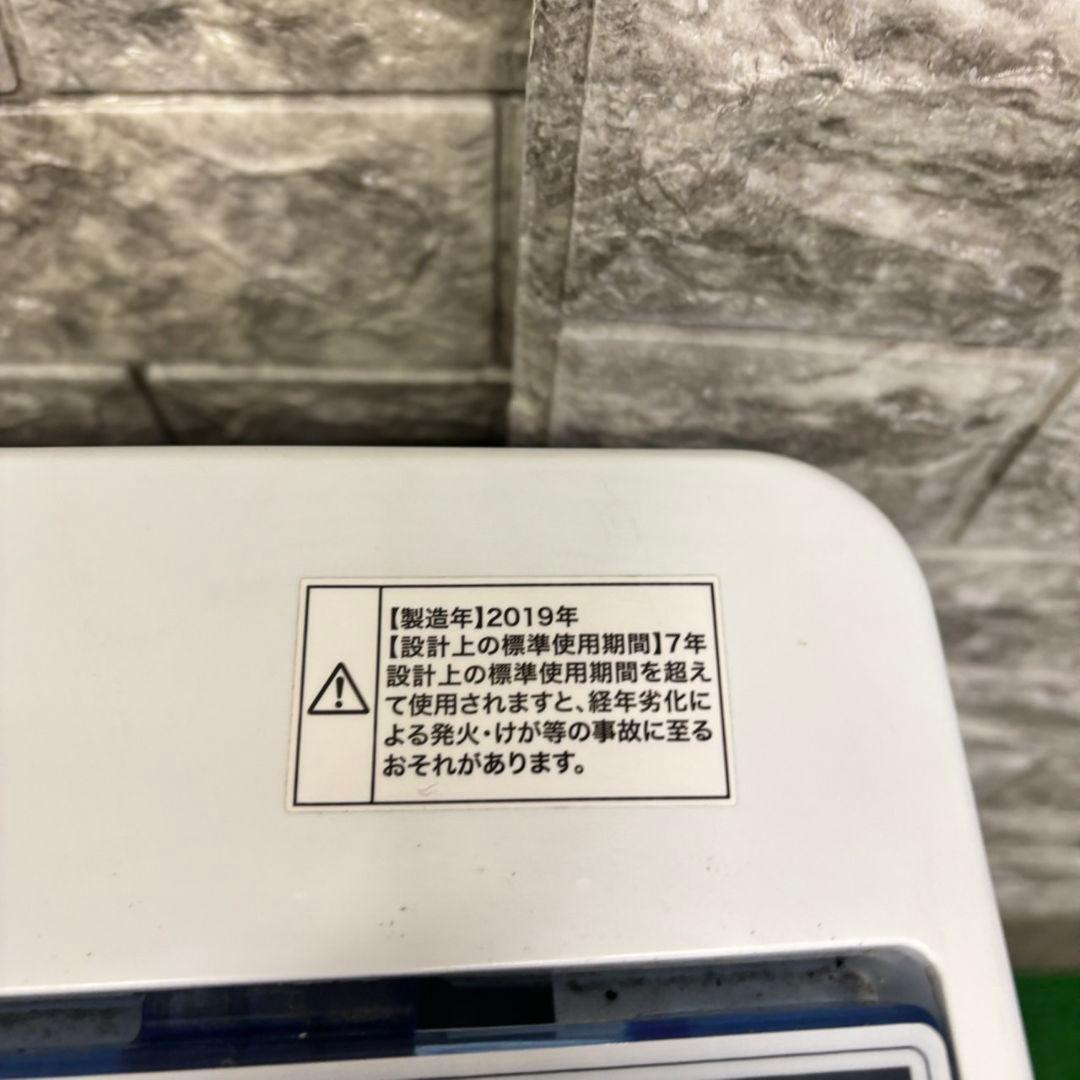 【製造年】2019年
【設計上の標準使用期間】7年
設計上の標準使用期間を超え
て使用されますと、経年劣化に
よる発火・けが等の事故に至る
おそれがあります。